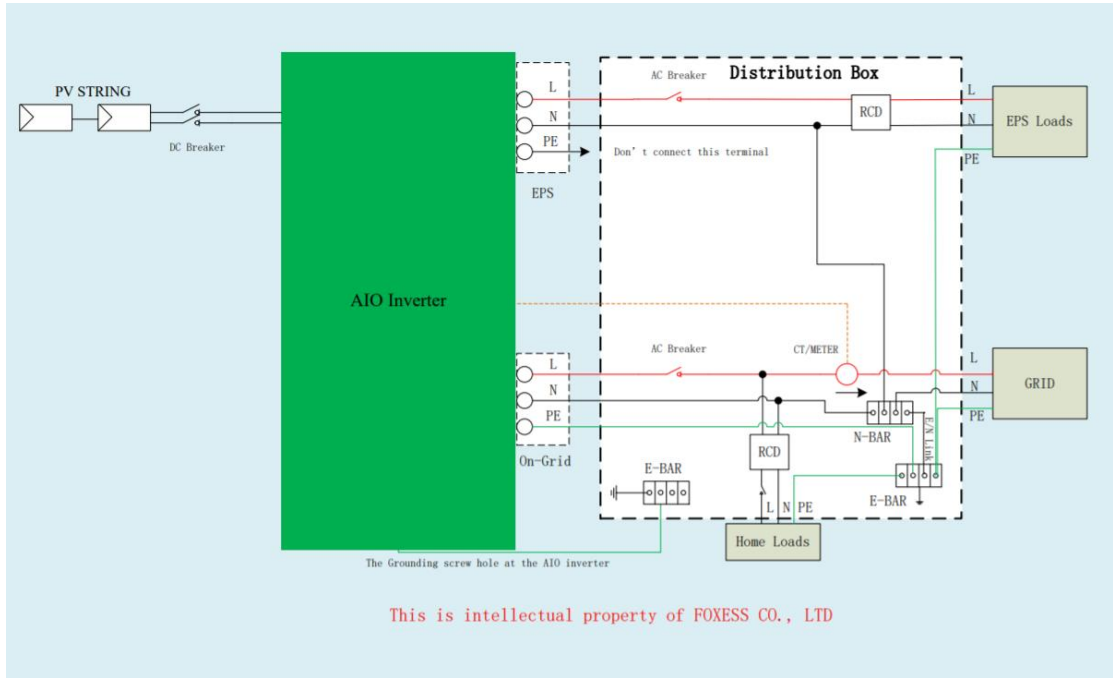 Distribution Box
AC Breaker
PV STRING
DC Breaker
L
N
PE
EPS
RCD
L
N
PE
EPS Loads
Don't connect this terminal
AIO Inverter
AC Breaker
CT/METER
L
N
PE
On-Grid
L
N
PE
GRID
N-BAR
E/N Link
RCD
E-BAR
E-BAR
L N PE
Home Loads
The Grounding screw hole at the AIO inverter
This is intellectual property of FOXESS CO., LTD